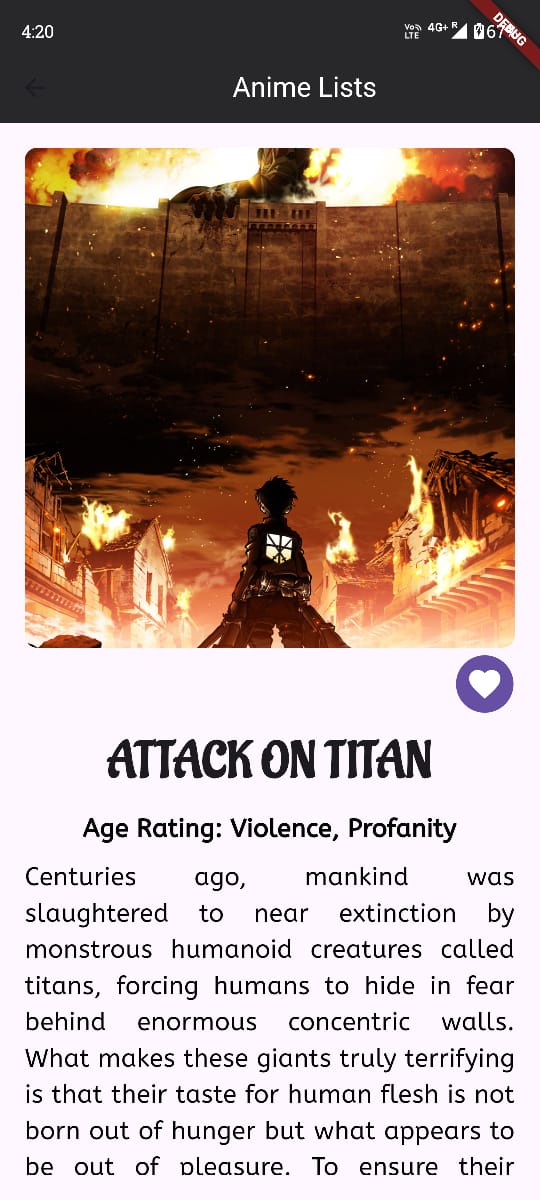 4:20
Vo LTE 4G+ R 67
DEBUG
Anime Lists
ATTACK ON TITAN
Age Rating: Violence, Profanity
Centuries ago, mankind was
slaughtered to near extinction by
monstrous humanoid creatures called
titans, forcing humans to hide in fear
behind enormous concentric walls.
What makes these giants truly terrifying
is that their taste for human flesh is not
born out of hunger but what appears to
be out of pleasure. To ensure their